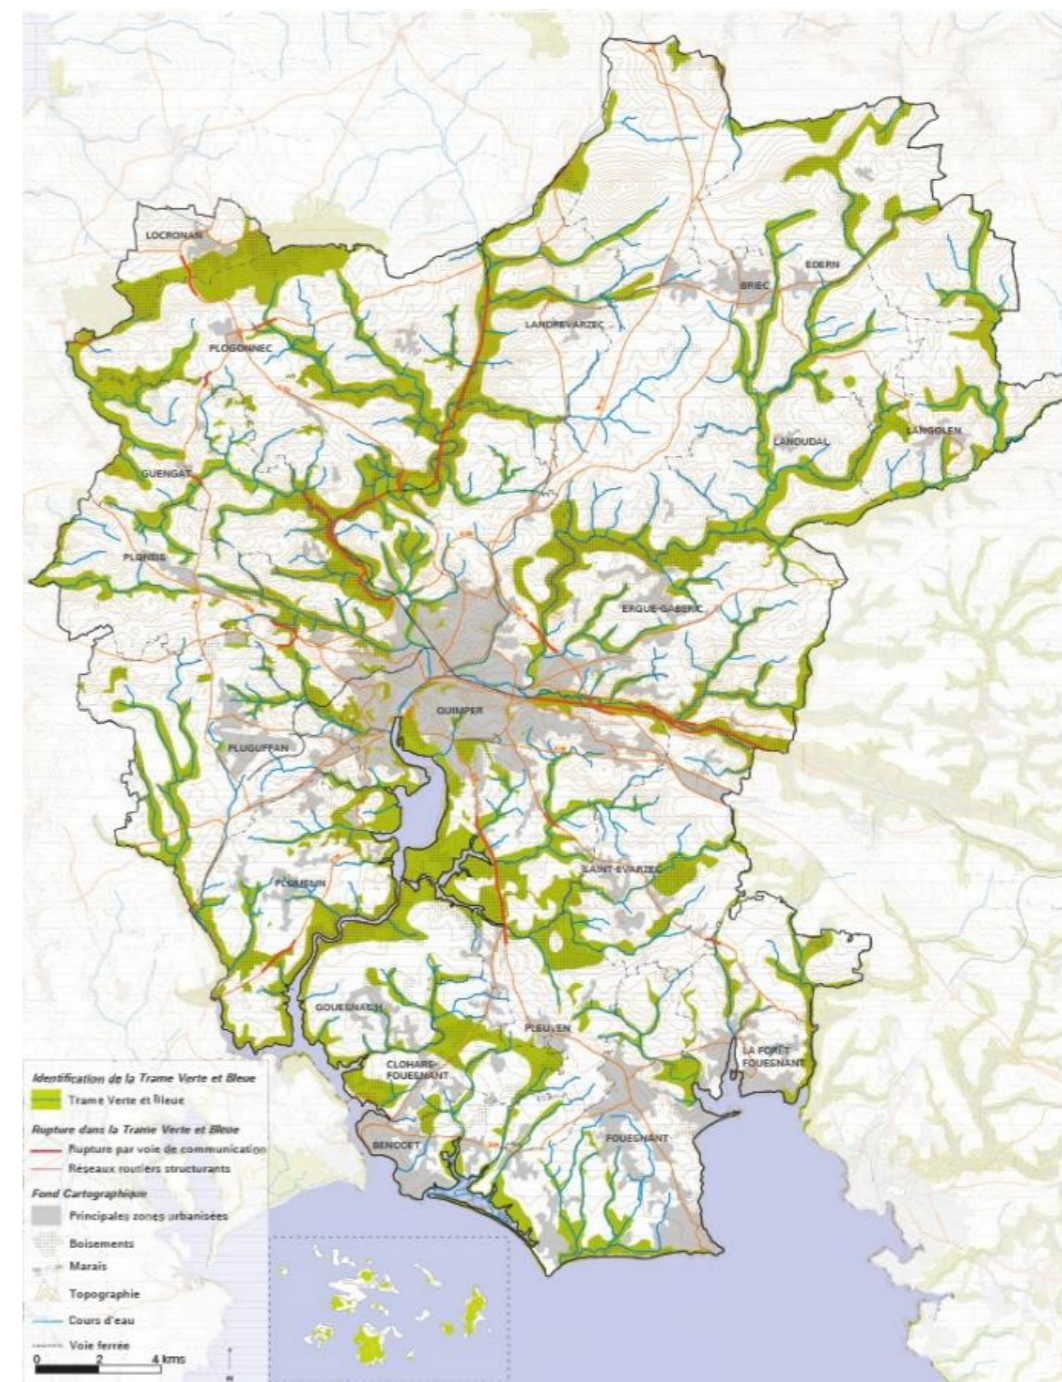 LOCRONAN
EDERN
BRIEC
LANDREVARZEC
PLOGONNEC
LANGOLEN
LANDUDAL
GUENGAT
PLONEIS
ERGUE-GABERIC
QUIMPER
PLUGUFFAN
SAINT-EVARZEC
PLOMELIN
GOUESNAC'H
PLEUVEN
LA FORET
FOUESNANT
CLOHARS-
FOUESNANT
BENODET
FOUESNANT
Identification de la Trame Verte et Bleue
Trame Verte et Bleue
Rupture dans la Trame Verte et Bleue
Rupture par voie de communication
Réseaux routiers structurants
Fond Cartographique
Principales zones urbanisées
Boisements
Marais
Topographie
Cours d'eau
Voie ferrée
0 2 4 kms